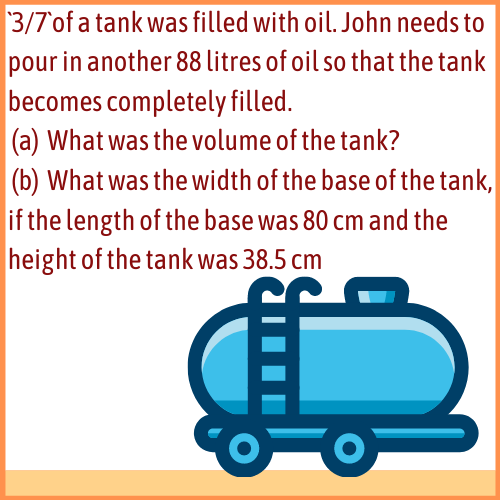 `3/7`of a tank was filled with oil. John needs to
pour in another 88 litres of oil so that the tank
becomes completely filled.
(a) What was the volume of the tank?
(b) What was the width of the base of the tank,
if the length of the base was 80 cm and the
height of the tank was 38.5 cm